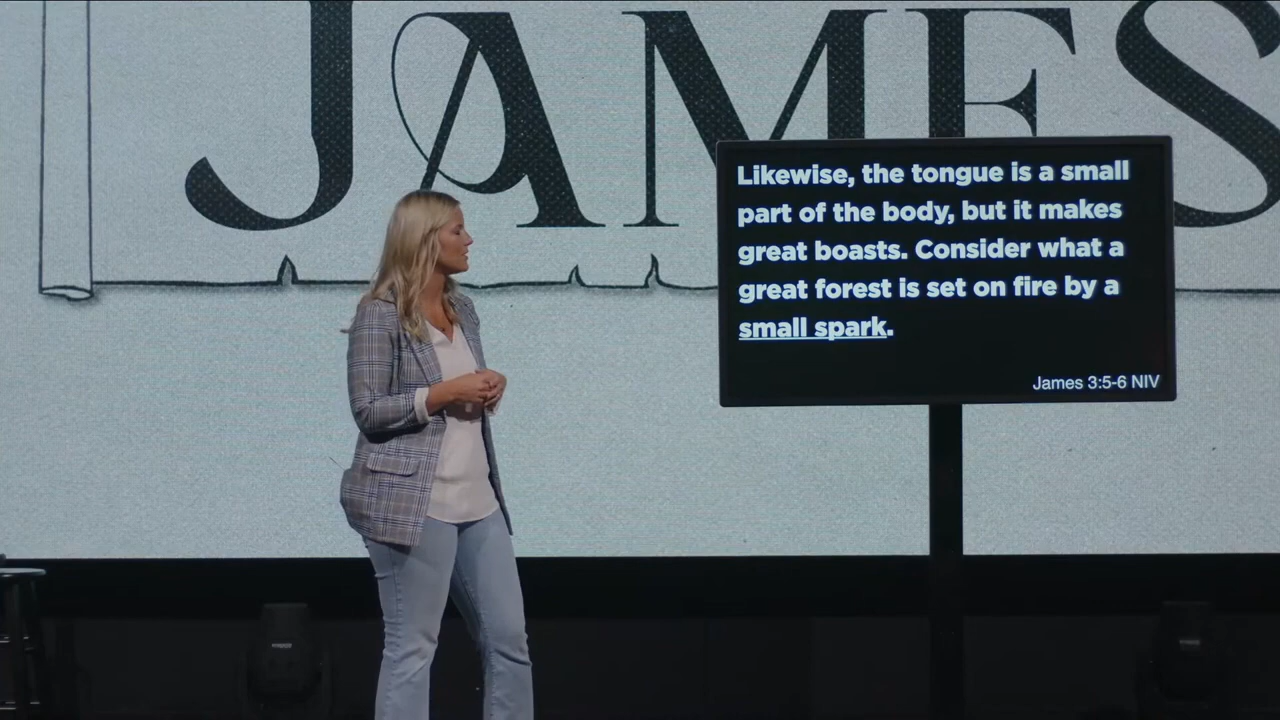 JAMES
Likewise, the tongue is a small
part of the body, but it makes
great boasts. Consider what a
great forest is set on fire by a
small spark.
James 3:5-6 NIV